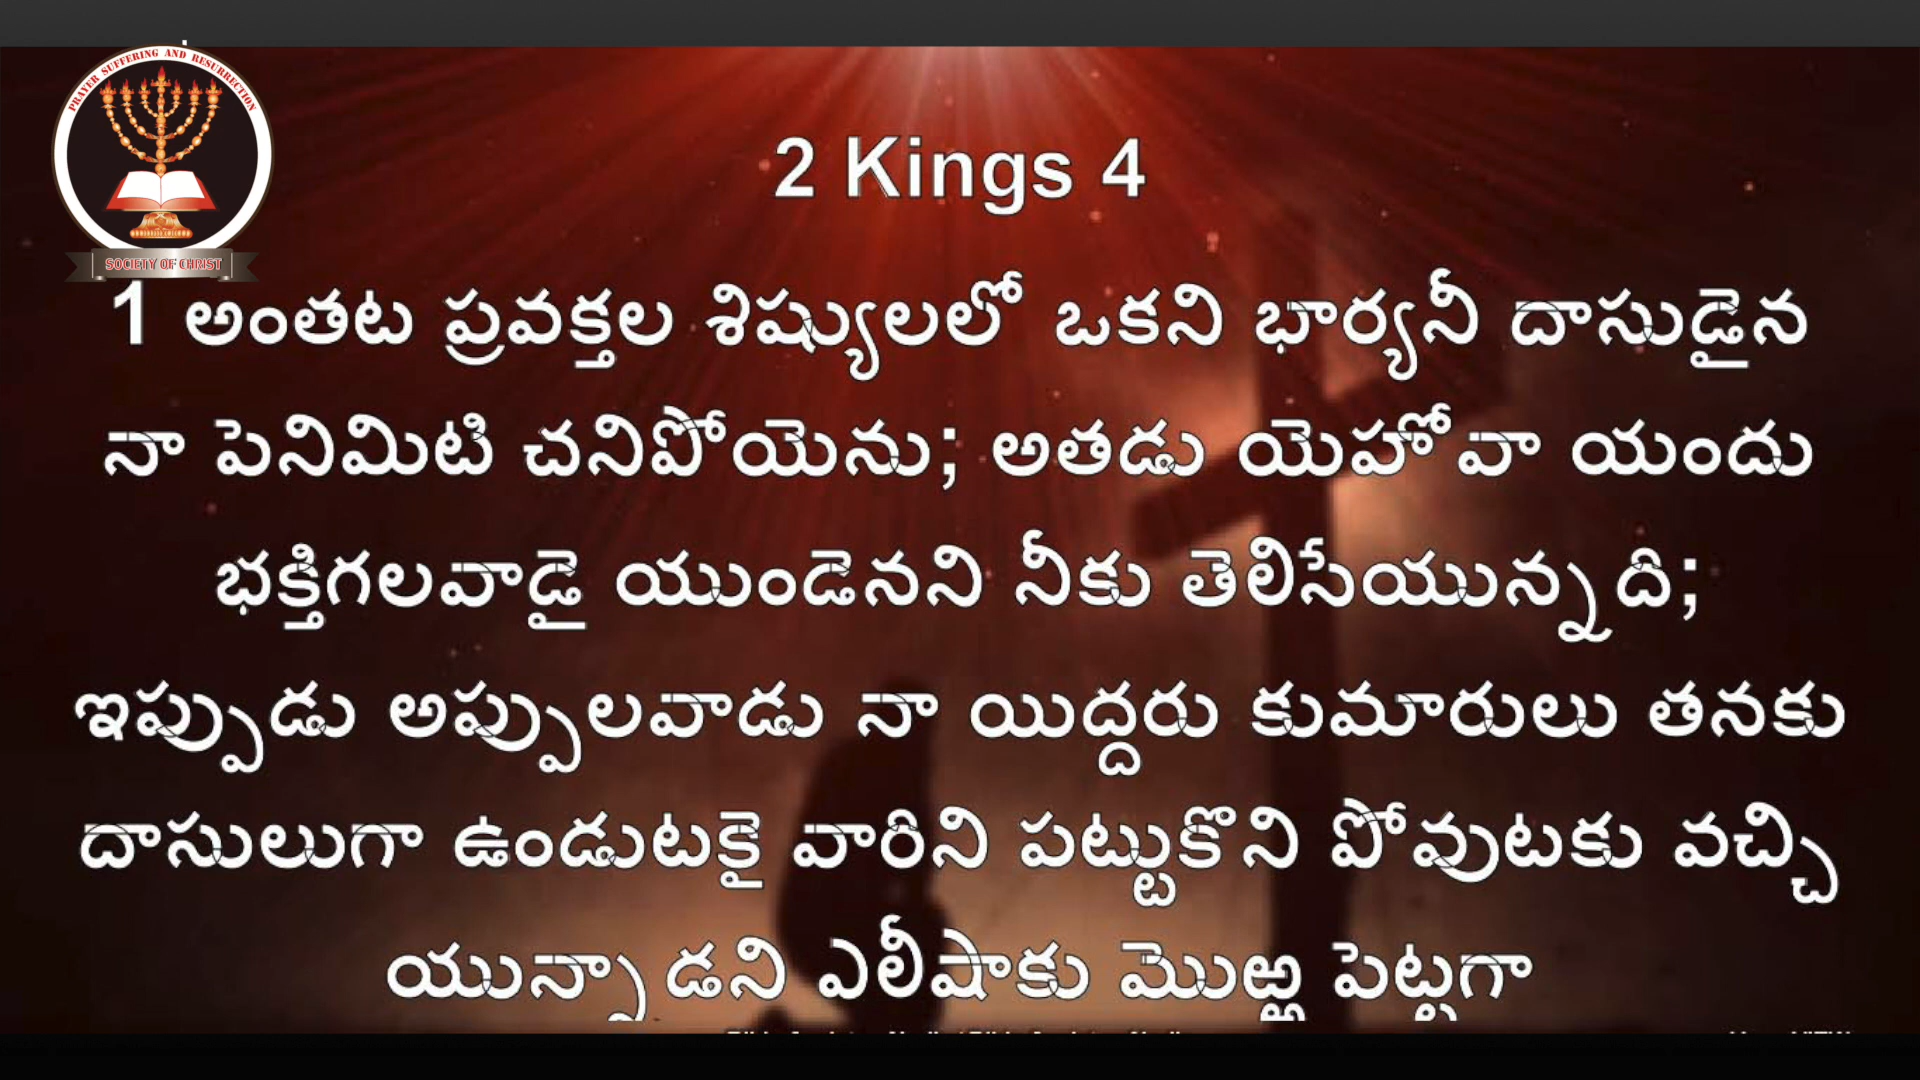 PRAYER SUFFERING AND RESURRECTION
SOCIETY OF CHRIST
2 Kings 4
1 అంతట ప్రవక్తల శిష్యులలో ఒకని భార్యనీ దాసుడైన
నా పెనిమిటి చనిపోయెను; అతడు యెహోవా యందు
భక్తిగలవాడై యుండెనని నీకు తెలిసేయున్నది;
ఇప్పుడు అప్పులవాడు నా యిద్దరు కుమారులు తనకు
దాసులుగా ఉండుటకై వారిని పట్టుకొని పోవుటకు వచ్చి
యున్నాడని ఎలీషాకు మొఱ్ఱ పెట్టగా